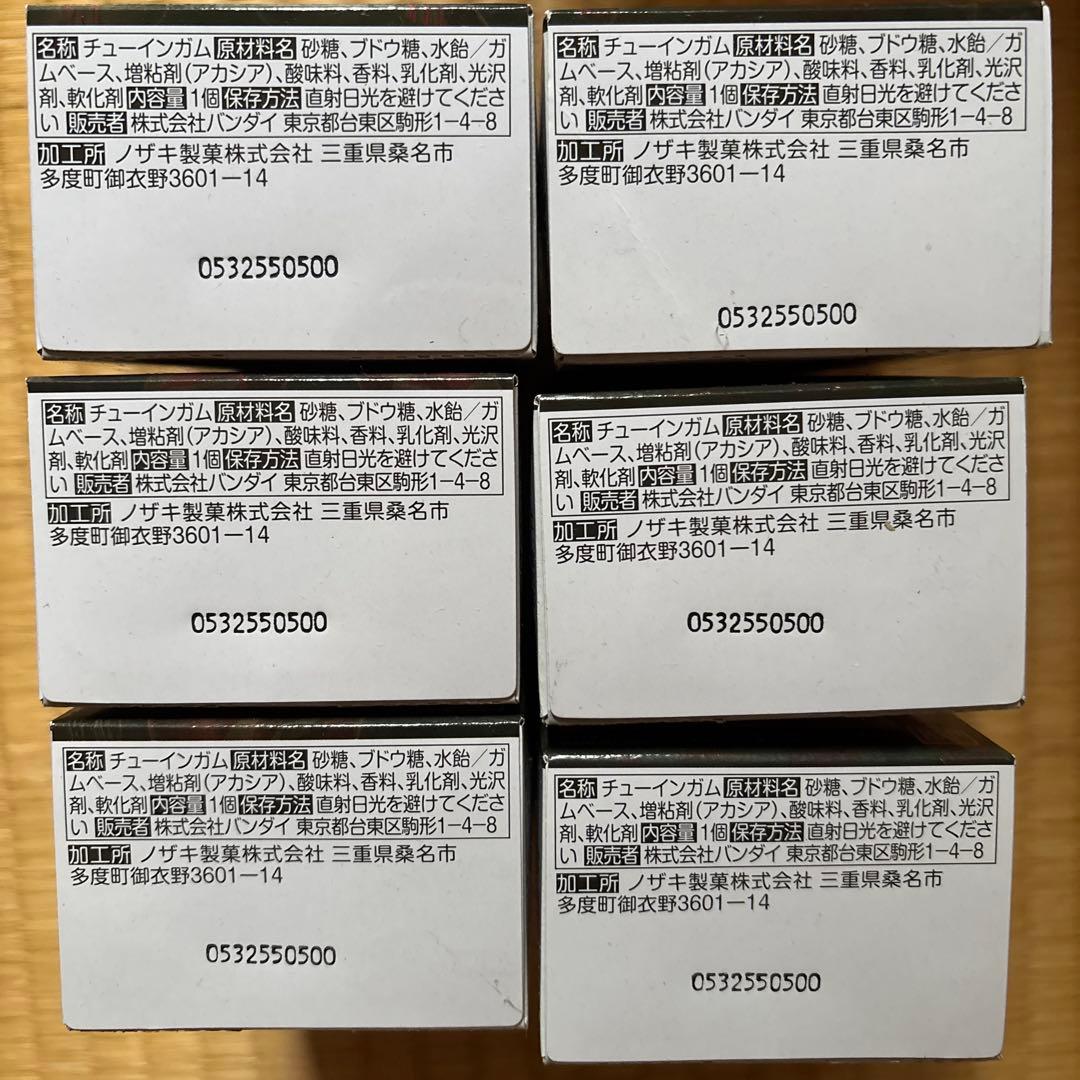 名称 チューインガム 原材料名 砂糖、ブドウ糖、水飴／ガ
ムベース、増粘剤（アカシア）、酸味料、香料、乳化剤、光沢
剤、軟化剤 内容量 1個 保存方法 直射日光を避けてくださ
い 販売者 株式会社バンダイ 東京都台東区駒形1−4−8
加工所 ノザキ製菓株式会社 三重県桑名市
多度町御衣野3601−14
0532550500
名称 チューインガム 原材料名 砂糖、ブドウ糖、水飴／ガ
ムベース、増粘剤（アカシア）、酸味料、香料、乳化剤、光沢
剤、軟化剤 内容量 1個 保存方法 直射日光を避けてくださ
い 販売者 株式会社バンダイ 東京都台東区駒形1−4−8
加工所 ノザキ製菓株式会社 三重県桑名市
多度町御衣野3601−14
0532550500
名称 チューインガム 原材料名 砂糖、ブドウ糖、水飴／ガ
ムベース、増粘剤（アカシア）、酸味料、香料、乳化剤、光沢
剤、軟化剤 内容量 1個 保存方法 直射日光を避けてくださ
い 販売者 株式会社バンダイ 東京都台東区駒形1−4−8
加工所 ノザキ製菓株式会社 三重県桑名市
多度町御衣野3601−14
0532550500
名称 チューインガム 原材料名 砂糖、ブドウ糖、水飴／ガ
ムベース、増粘剤（アカシア）、酸味料、香料、乳化剤、光沢
剤、軟化剤 内容量 1個 保存方法 直射日光を避けてくださ
い 販売者 株式会社バンダイ 東京都台東区駒形1−4−8
加工所 ノザキ製菓株式会社 三重県桑名市
多度町御衣野3601−14
0532550500
名称 チューインガム 原材料名 砂糖、ブドウ糖、水飴／ガ
ムベース、増粘剤（アカシア）、酸味料、香料、乳化剤、光沢
剤、軟化剤 内容量 1個 保存方法 直射日光を避けてくださ
い 販売者 株式会社バンダイ 東京都台東区駒形1−4−8
加工所 ノザキ製菓株式会社 三重県桑名市
多度町御衣野3601−14
0532550500
名称 チューインガム 原材料名 砂糖、ブドウ糖、水飴／ガ
ムベース、増粘剤（アカシア）、酸味料、香料、乳化剤、光沢
剤、軟化剤 内容量 1個 保存方法 直射日光を避けてくださ
い 販売者 株式会社バンダイ 東京都台東区駒形1−4−8
加工所 ノザキ製菓株式会社 三重県桑名市
多度町御衣野3601−14
0532550500